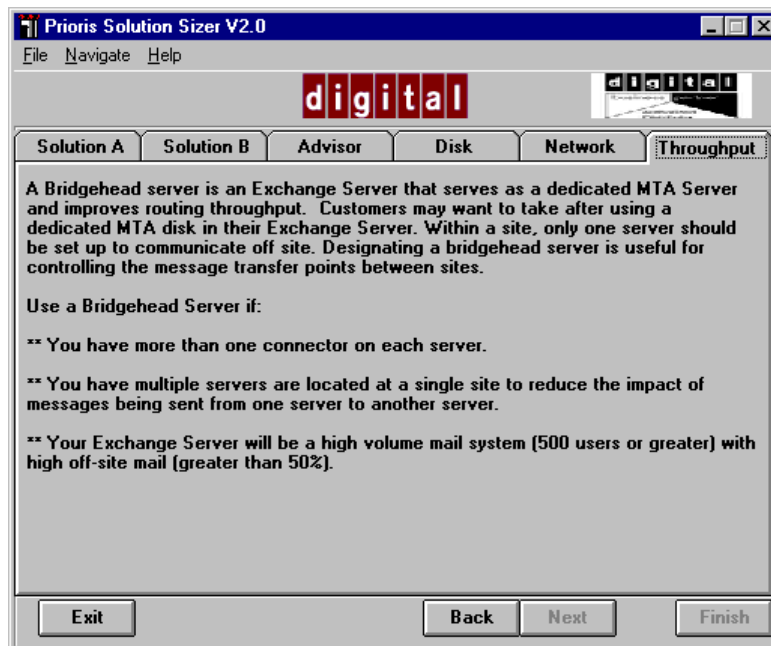 Prioris Solution Sizer V2.0
File Navigate Help
digital
digital
Solution A Solution B Advisor Disk Network Throughput
A Bridgehead server is an Exchange Server that serves as a dedicated MTA Server
and improves routing throughput. Customers may want to take after using a
dedicated MTA disk in their Exchange Server. Within a site, only one server should
be set up to communicate off site. Designating a bridgehead server is useful for
controlling the message transfer points between sites.
Use a Bridgehead Server if:
** You have more than one connector on each server.
** You have multiple servers are located at a single site to reduce the impact of
messages being sent from one server to another server.
** Your Exchange Server will be a high volume mail system (500 users or greater) with
high off-site mail (greater than 50%).
Exit Back Next Finish